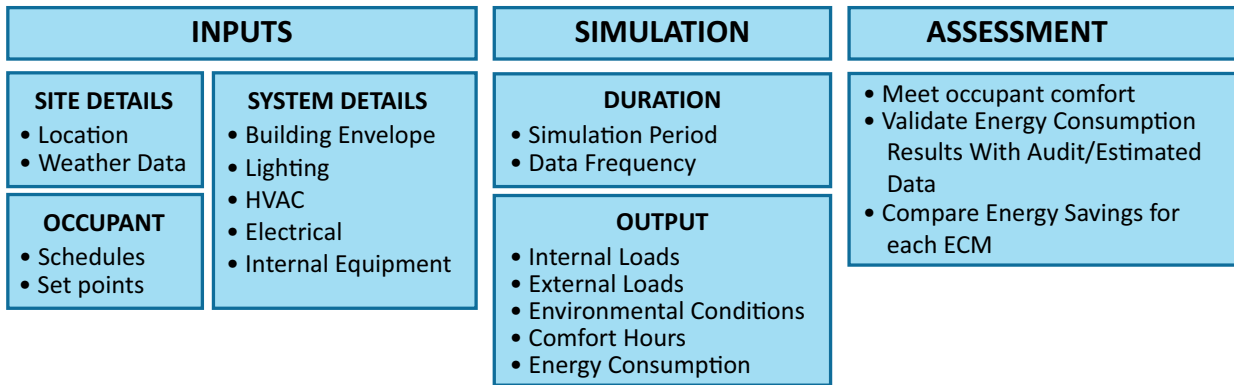 INPUTS
SITE DETAILS
• Location
• Weather Data
OCCUPANT
• Schedules
• Set points
SYSTEM DETAILS
• Building Envelope
• Lighting
• HVAC
• Electrical
• Internal Equipment
SIMULATION
DURATION
• Simulation Period
• Data Frequency
OUTPUT
• Internal Loads
• External Loads
• Environmental Conditions
• Comfort Hours
• Energy Consumption
ASSESSMENT
• Meet occupant comfort
• Validate Energy Consumption
Results With Audit/Estimated
Data
• Compare Energy Savings for
each ECM